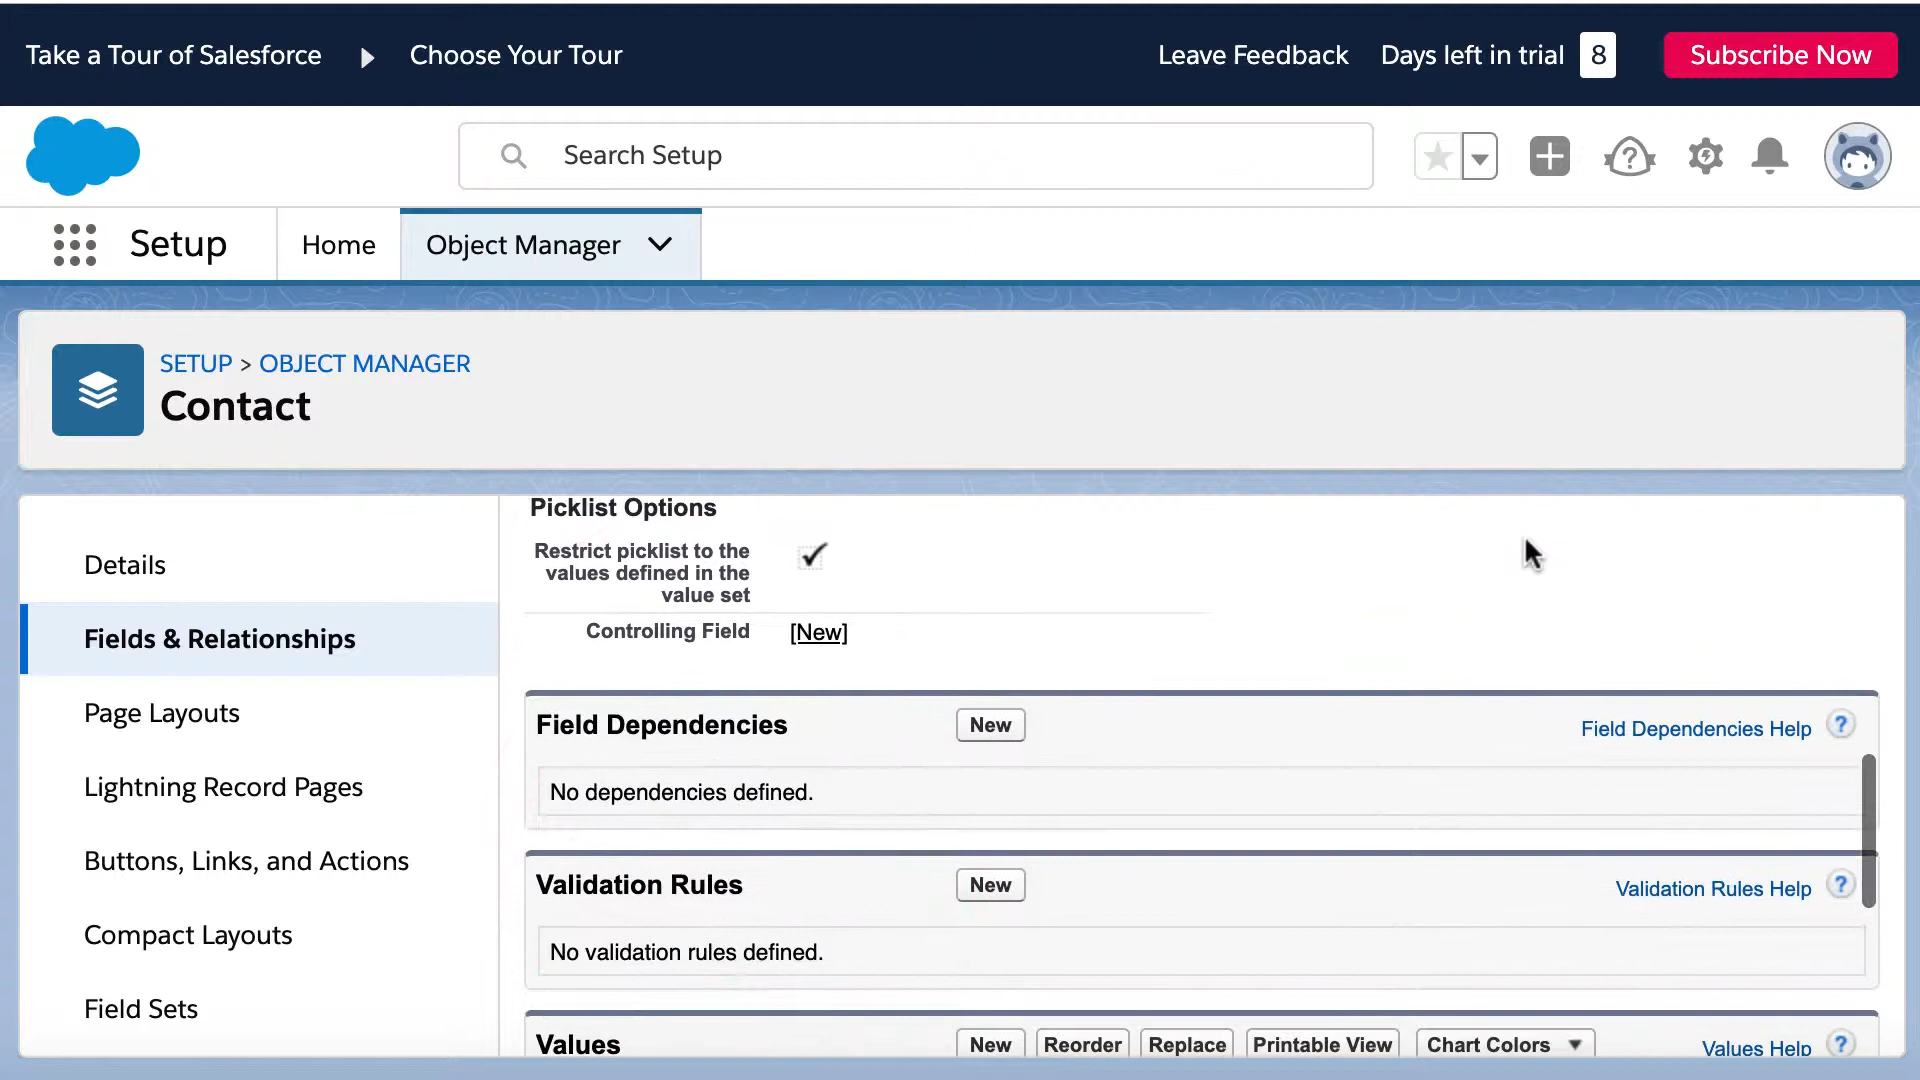 Take a Tour of Salesforce Choose Your Tour Leave Feedback Days left in trial 8 Subscribe Now
Search Setup
Setup Home Object Manager
SETUP > OBJECT MANAGER
Contact
Details
Fields & Relationships
Page Layouts
Lightning Record Pages
Buttons, Links, and Actions
Compact Layouts
Field Sets
Picklist Options
Restrict picklist to the
values defined in the
value set
Controlling Field [New]
Field Dependencies New Field Dependencies Help ?
No dependencies defined.
Validation Rules New Validation Rules Help ?
No validation rules defined.
Values New Reorder Replace Printable View Chart Colors Values Help ?